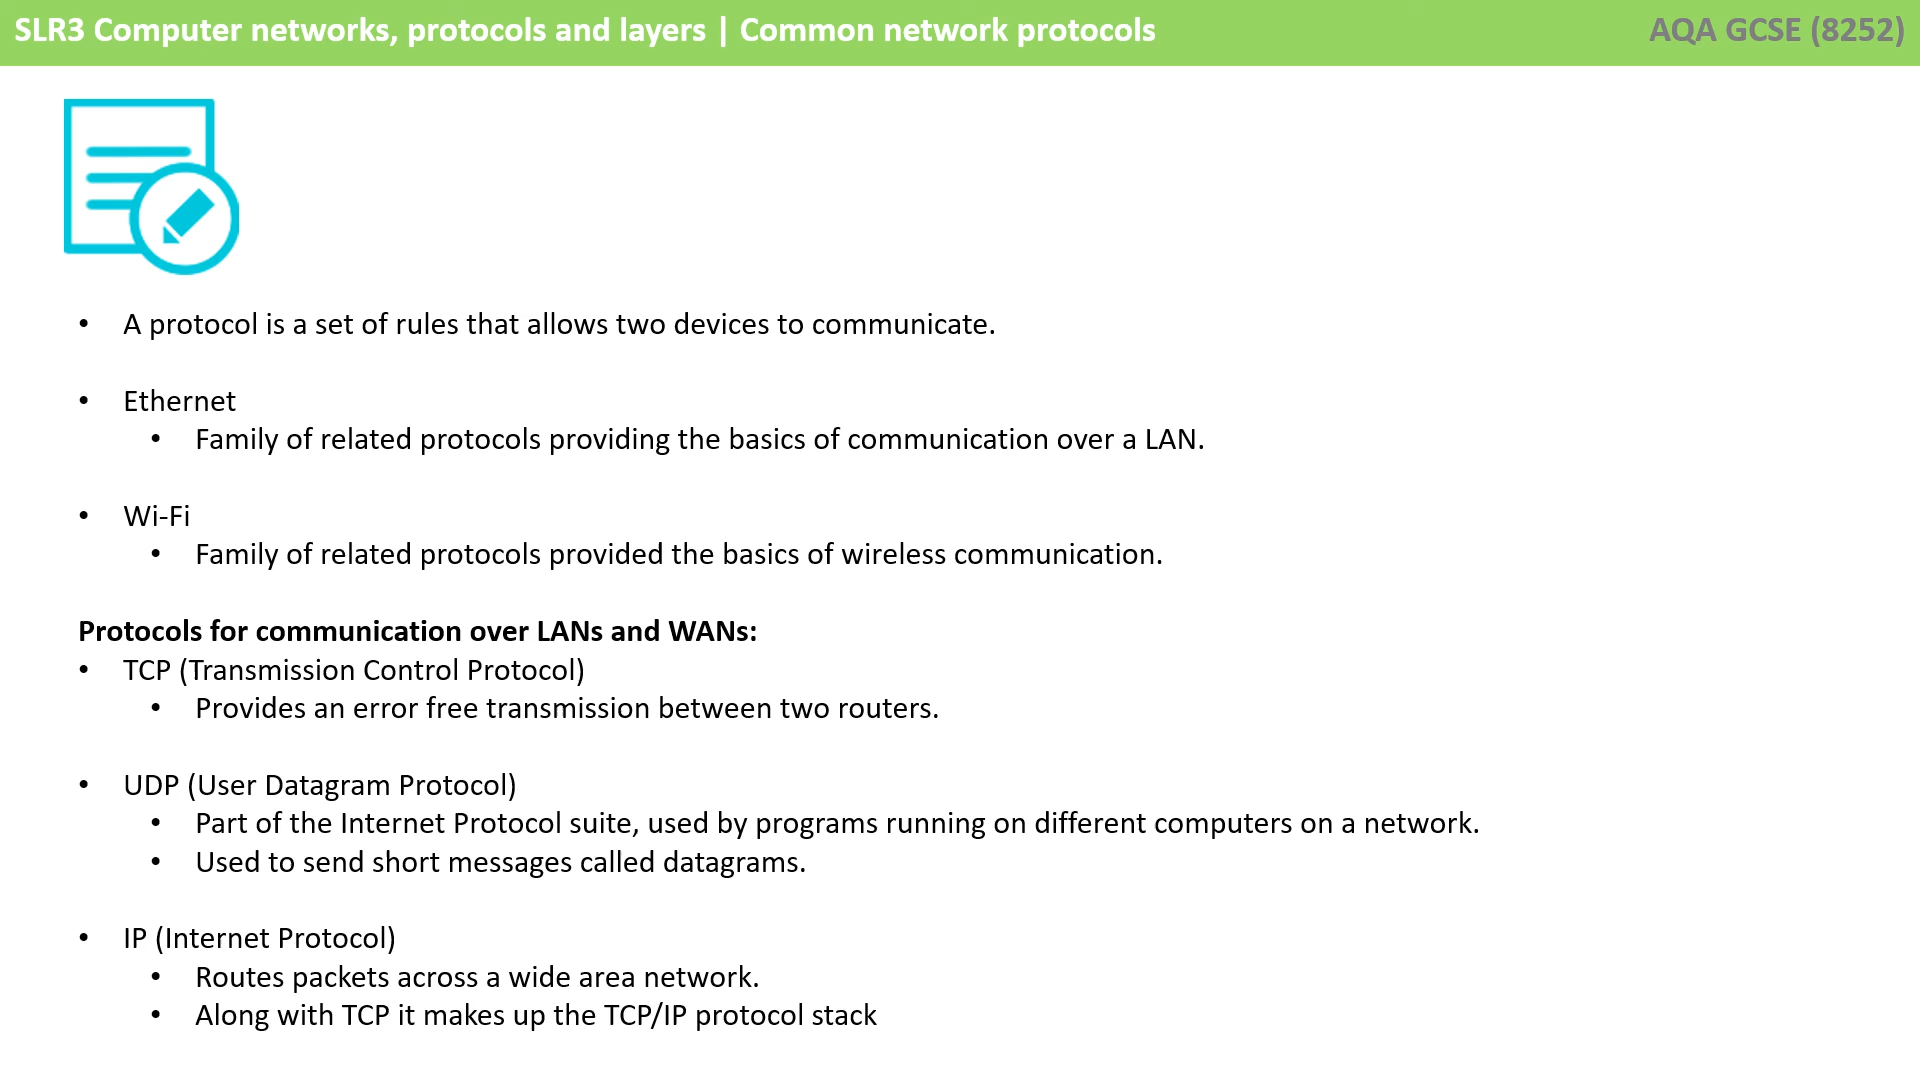 SLR3 Computer networks, protocols and layers | Common network protocols
AQA GCSE (8252)
• A protocol is a set of rules that allows two devices to communicate.
• Ethernet
• Family of related protocols providing the basics of communication over a LAN.
• Wi-Fi
• Family of related protocols provided the basics of wireless communication.
Protocols for communication over LANs and WANs:
• TCP (Transmission Control Protocol)
• Provides an error free transmission between two routers.
• UDP (User Datagram Protocol)
• Part of the Internet Protocol suite, used by programs running on different computers on a network.
• Used to send short messages called datagrams.
• IP (Internet Protocol)
• Routes packets across a wide area network.
• Along with TCP it makes up the TCP/IP protocol stack